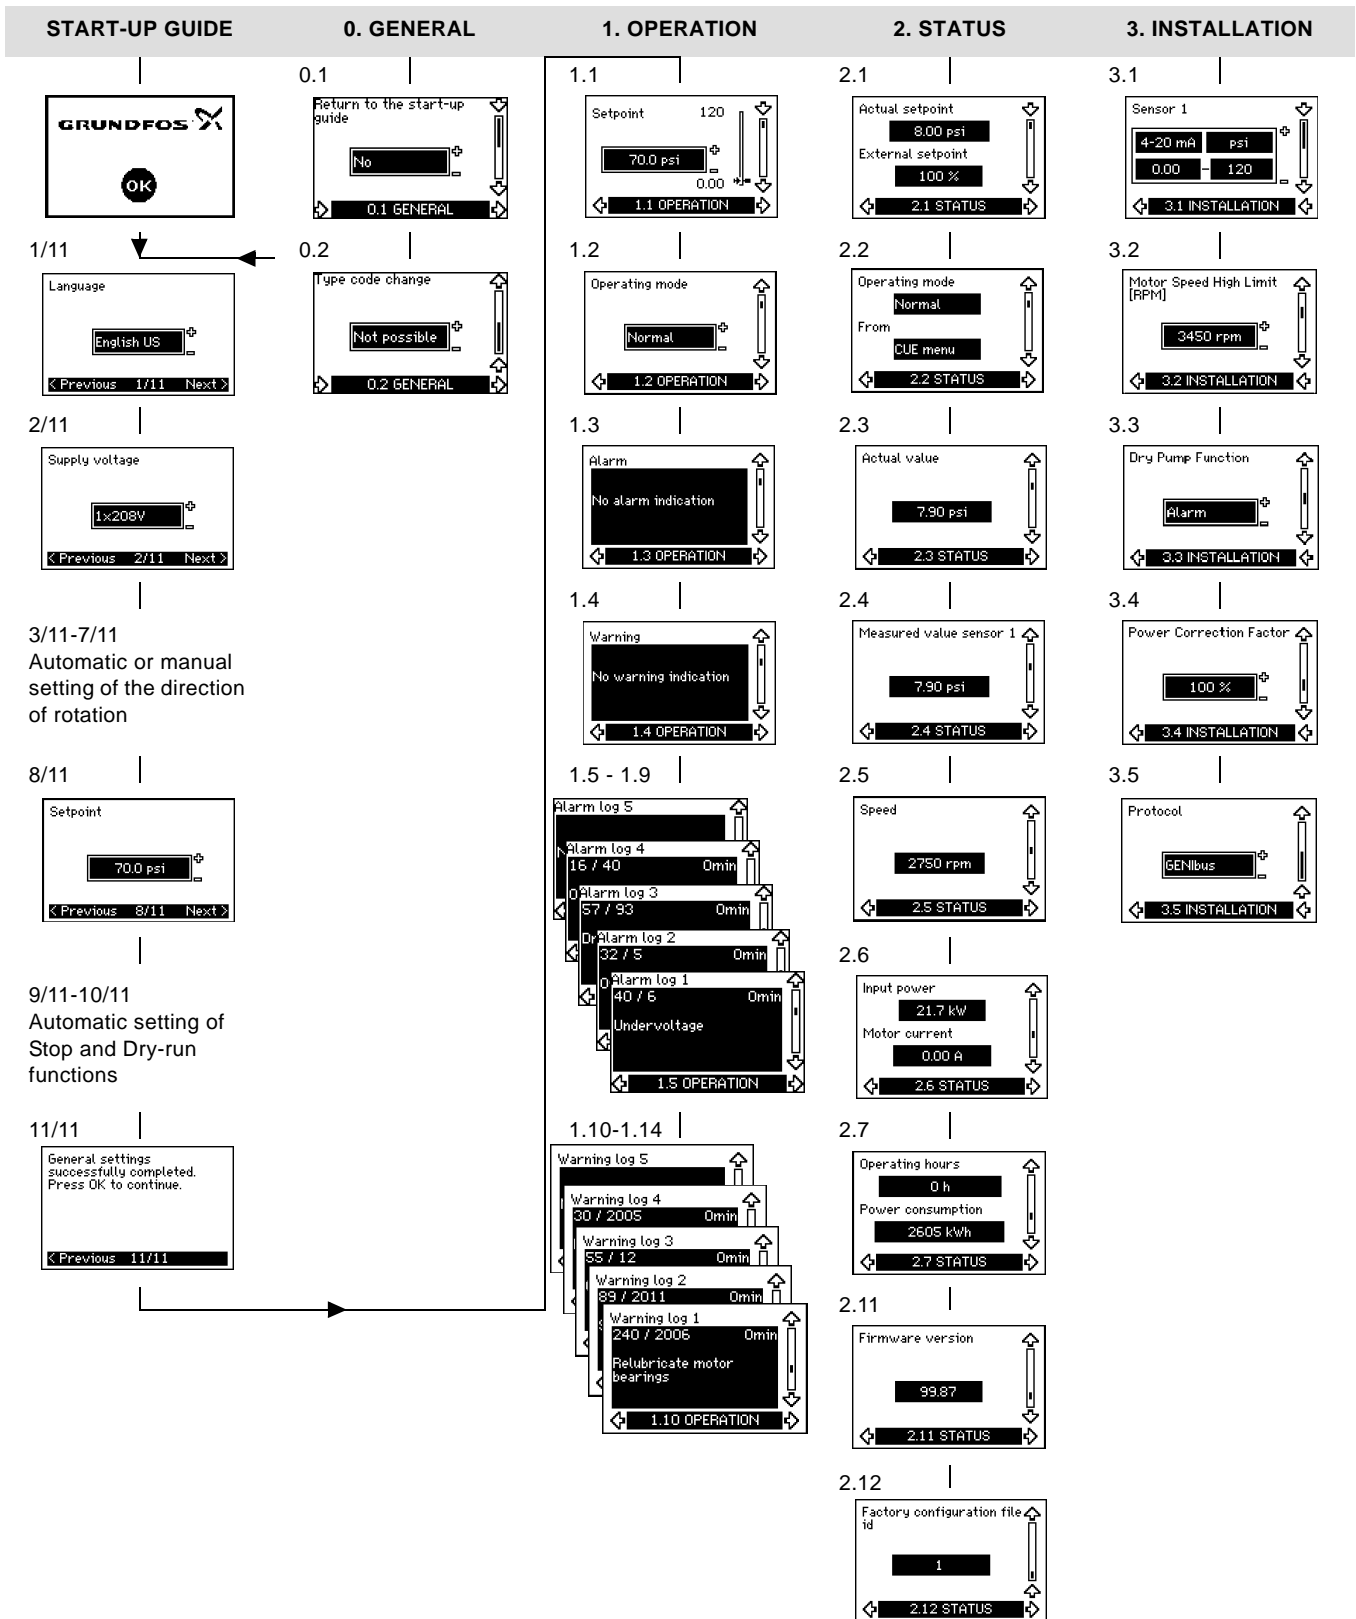 START-UP GUIDE
0. GENERAL
1. OPERATION
2. STATUS
3. INSTALLATION
GRUNDFOS
OK
1/11
Language
English US
< Previous 1/11 Next >
2/11
Supply voltage
1x208V
< Previous 2/11 Next >
3/11-7/11
Automatic or manual
setting of the direction
of rotation
8/11
Setpoint
70.0 psi
< Previous 8/11 Next >
9/11-10/11
Automatic setting of
Stop and Dry-run
functions
11/11
General settings
successfully completed.
Press OK to continue.
< Previous 11/11
0.1
Return to the start-up
guide
No
0.1 GENERAL
0.2
Type code change
Not possible
0.2 GENERAL
1.1
Setpoint 120
70.0 psi
0.00
1.1 OPERATION
1.2
Operating mode
Normal
1.2 OPERATION
1.3
Alarm
No alarm indication
1.3 OPERATION
1.4
Warning
No warning indication
1.4 OPERATION
1.5 - 1.9
Alarm log 5
Alarm log 4
16 / 40 0min
Alarm log 3
57 / 93 0min
Alarm log 2
32 / 5 0min
Alarm log 1
40 / 6 0min
Undervoltage
1.5 OPERATION
1.10-1.14
Warning log 5
Warning log 4
30 / 2005 0min
Warning log 3
55 / 12 0min
Warning log 2
89 / 2011 0min
Warning log 1
240 / 2006 0min
Relubricate motor
bearings
1.10 OPERATION
2.1
Actual setpoint
8.00 psi
External setpoint
100 %
2.1 STATUS
2.2
Operating mode
Normal
From
CUE menu
2.2 STATUS
2.3
Actual value
7.90 psi
2.3 STATUS
2.4
Measured value sensor 1
7.90 psi
2.4 STATUS
2.5
Speed
2750 rpm
2.5 STATUS
2.6
Input power
21.7 kW
Motor current
0.00 A
2.6 STATUS
2.7
Operating hours
0 h
Power consumption
2605 kWh
2.7 STATUS
2.11
Firmware version
99.87
2.11 STATUS
2.12
Factory configuration file
id
1
2.12 STATUS
3.1
Sensor 1
4-20 mA psi
0.00 - 120
3.1 INSTALLATION
3.2
Motor Speed High Limit
[RPM]
3450 rpm
3.2 INSTALLATION
3.3
Dry Pump Function
Alarm
3.3 INSTALLATION
3.4
Power Correction Factor
100 %
3.4 INSTALLATION
3.5
Protocol
GENIbus
3.5 INSTALLATION